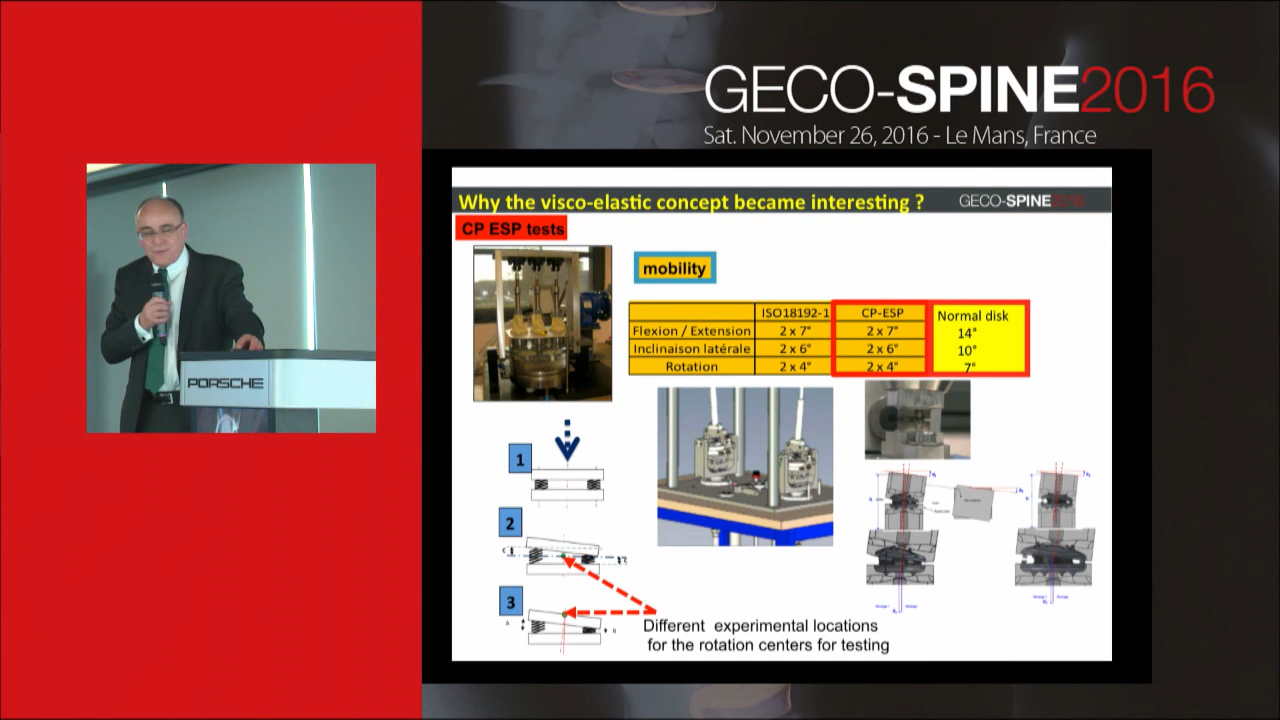 GECO-SPINE2016
Sat. November 26, 2016 - Le Mans, France
Why the visco-elastic concept became interesting ?
GECO-SPINE2016
CP ESP tests
mobility
ISO18192-1 CP-ESP Normal disk
Flexion / Extension 2 x 7° 2 x 7° 14°
Inclinaison latérale 2 x 6° 2 x 6° 10°
Rotation 2 x 4° 2 x 4° 7°
PORSCHE
1
2
3
Different experimental locations
for the rotation centers for testing